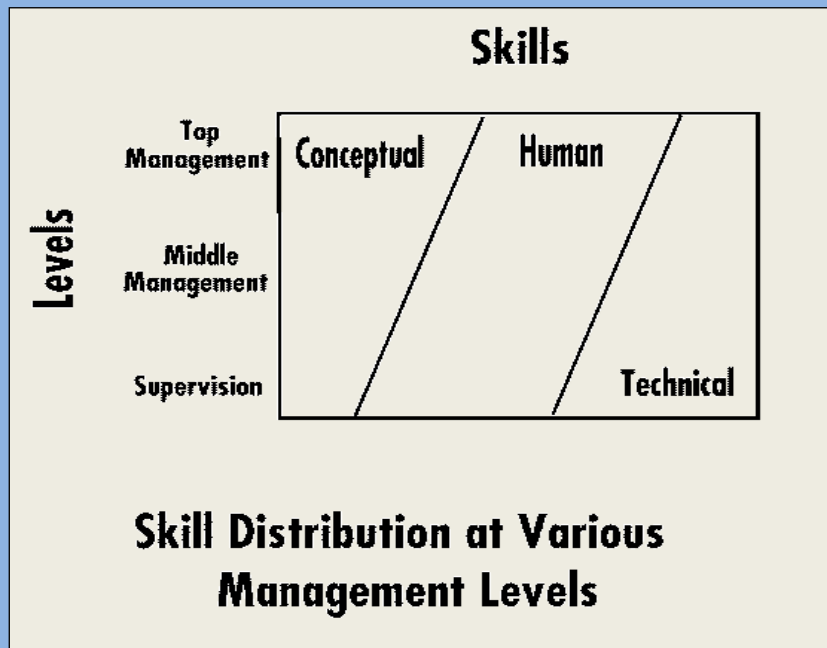 Skills
Top
Management
Conceptual
Human
Levels
Middle
Management
Supervision
Technical
Skill Distribution at Various
Management Levels